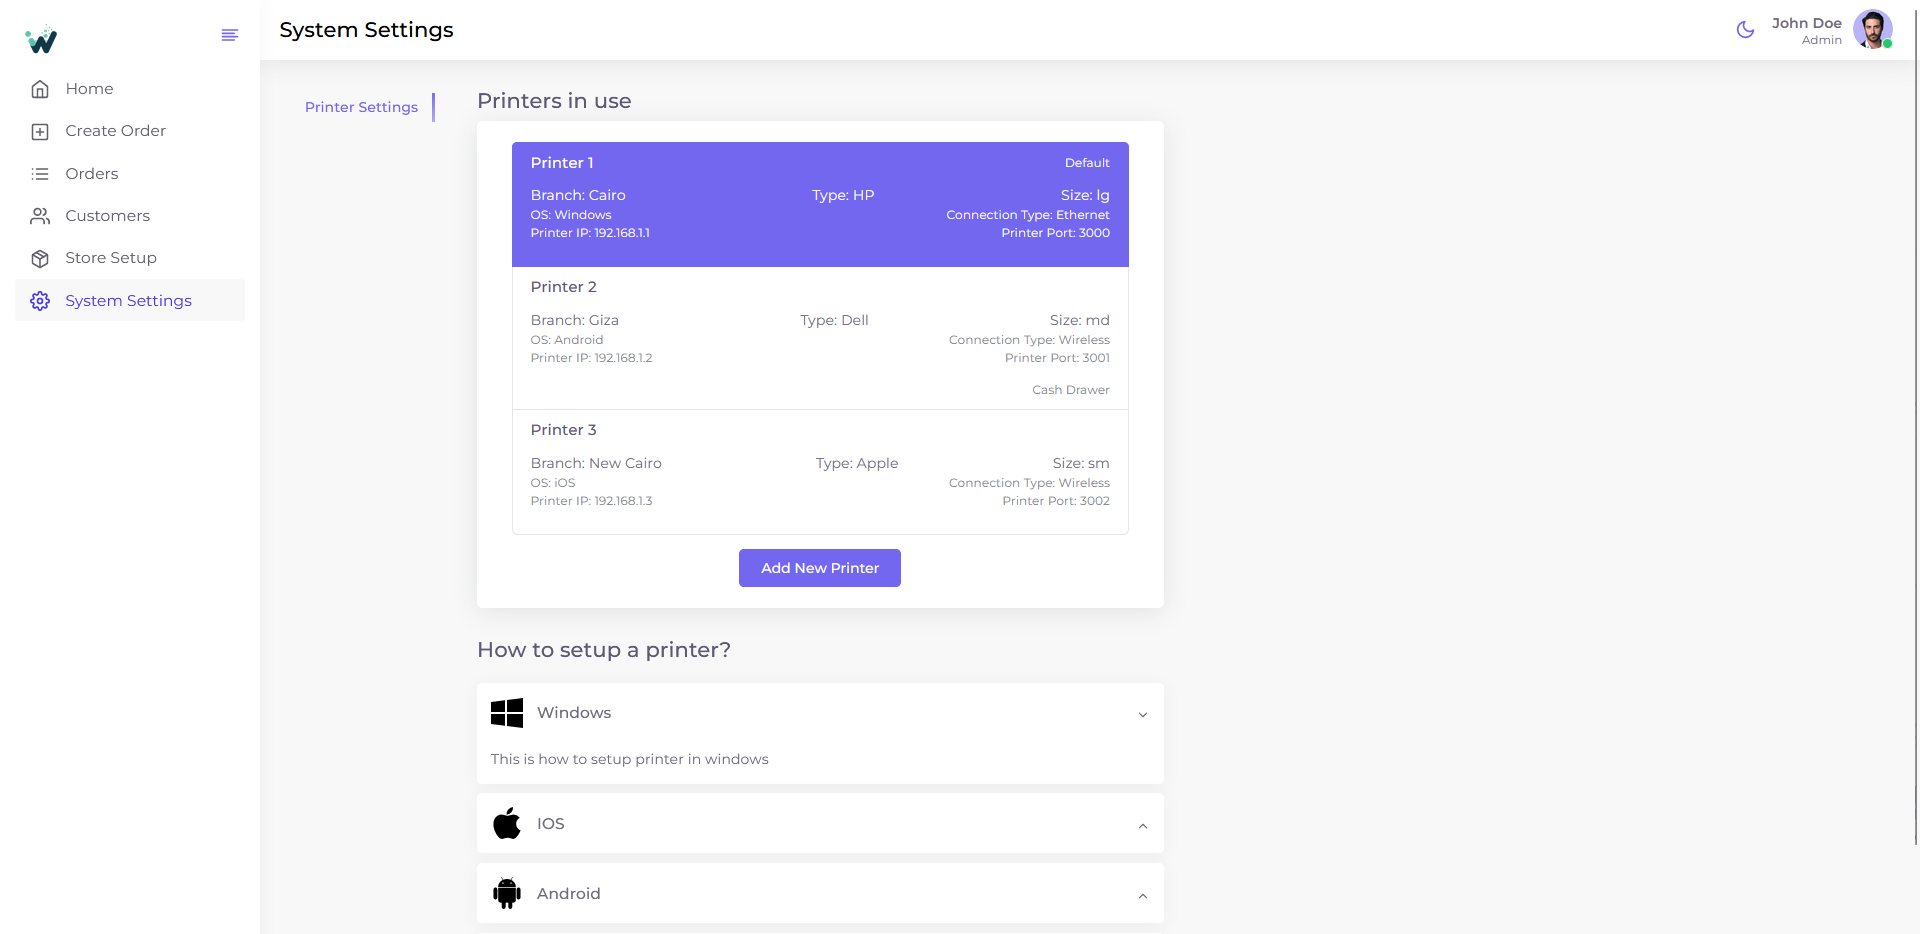 System Settings
John Doe
Admin
Home
Create Order
Orders
Customers
Store Setup
System Settings
Printer Settings
Printers in use
Printer 1
Default
Branch: Cairo
Type: HP
Size: lg
OS: Windows
Connection Type: Ethernet
Printer IP: 192.168.1.1
Printer Port: 3000
Printer 2
Branch: Giza
Type: Dell
Size: md
OS: Android
Connection Type: Wireless
Printer IP: 192.168.1.2
Printer Port: 3001
Cash Drawer
Printer 3
Branch: New Cairo
Type: Apple
Size: sm
OS: iOS
Connection Type: Wireless
Printer IP: 192.168.1.3
Printer Port: 3002
Add New Printer
How to setup a printer?
Windows
This is how to setup printer in windows
IOS
Android